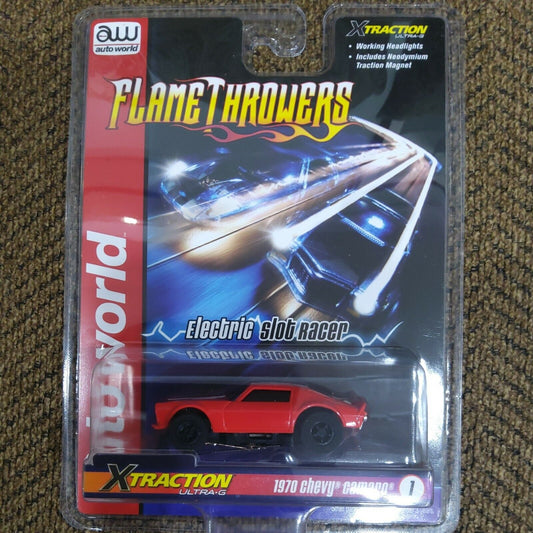 aw
auto world
XTRACTION
ULTRA-G
• Working Headlights
• Includes Neodymium
Traction Magnet
FLAMETHROWERS
auto world
Electric Slot Racer
XTRACTION
ULTRA-G
1970 Chevy® Camaro® 1